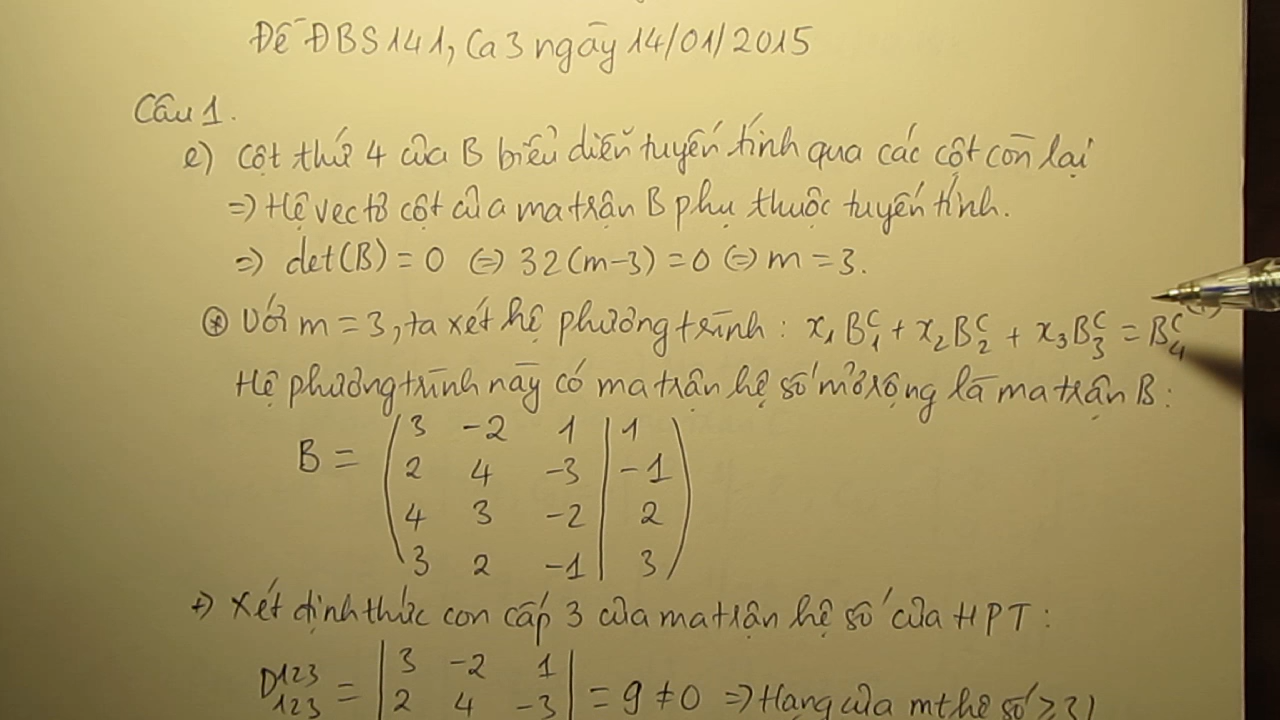 Đề ĐBS141, Ca 3 ngày 14/01/2015
Câu 1.
e) Cột thứ 4 của B biểu diễn tuyến tính qua các cột còn lại
=> Hệ vectơ cột của ma trận B phụ thuộc tuyến tính.
=> det(B) = 0 <=> 32(m-3) = 0 <=> m = 3.
⊛ Với m = 3, ta xét hệ phương trình: x₁B₁ᶜ + x₂B₂ᶜ + x₃B₃ᶜ = B₄ᶜ
Hệ phương trình này có ma trận hệ số mở rộng là ma trận B:
B = ( 3 -2 1 | 1
2 4 -3 | -1
4 3 -2 | 2
3 2 -1 | 3 )
+) Xét định thức con cấp 3 của ma trận hệ số của HPT:
D¹²³₁₂₃ = | 3 -2 1 |
| 2 4 -3 | = 9 ≠ 0 => Hạng của mt hệ số ≥ 3